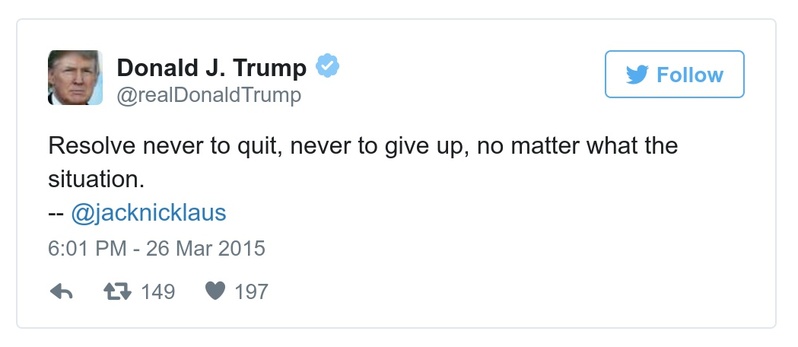 Donald J. Trump
@realDonaldTrump
Follow
Resolve never to quit, never to give up, no matter what the
situation.
-- @jacknicklaus
6:01 PM - 26 Mar 2015
149 197